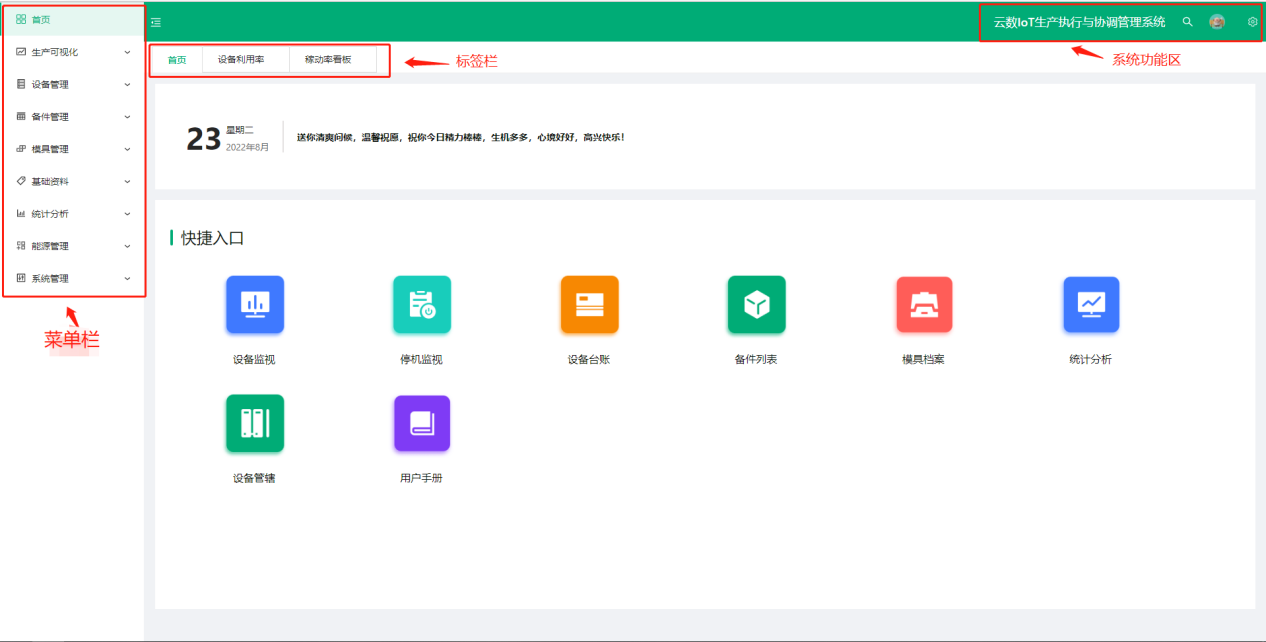 首页
云数IoT生产执行与协调管理系统
生产可视化
设备管理
备件管理
模具管理
基础资料
统计分析
能源管理
系统管理
菜单栏
首页
设备利用率
稼动率看板
标签栏
系统功能区
23
星期二
2022年8月
送你清爽问候，温馨祝愿，祝你今日精力棒棒，生机多多，心境好好，高兴快乐！
快捷入口
设备监视
停机监视
设备台账
备件列表
模具档案
统计分析
设备管辖
用户手册